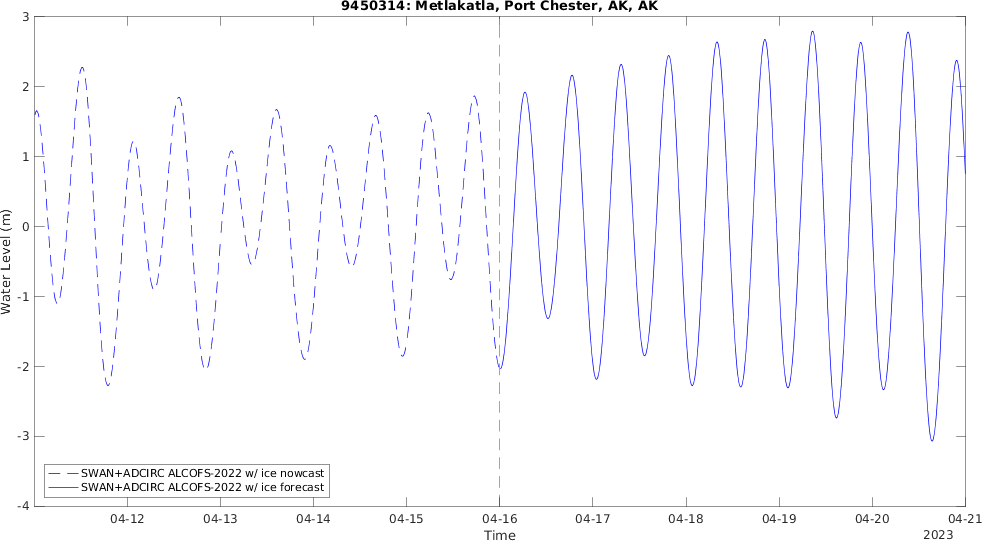 9450314: Metlakatla, Port Chester, AK, AK
3
2
1
0
-1
-2
-3
-4
Water Level (m)
SWAN+ADCIRC ALCOFS-2022 w/ ice nowcast
SWAN+ADCIRC ALCOFS-2022 w/ ice forecast
04-12 04-13 04-14 04-15 04-16 04-17 04-18 04-19 04-20 04-21
Time
2023